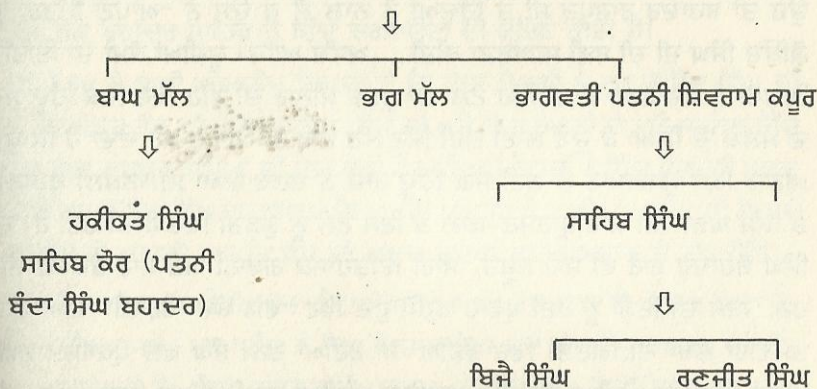 ਬਾਘ ਮੱਲ ਭਾਗ ਮੱਲ ਭਾਗਵਤੀ ਪਤਨੀ ਸ਼ਿਵਰਾਮ ਕਪੂਰ
ਹਕੀਕਤ ਸਿੰਘ ਸਾਹਿਬ ਸਿੰਘ
ਸਾਹਿਬ ਕੌਰ (ਪਤਨੀ
ਬੰਦਾ ਸਿੰਘ ਬਹਾਦਰ)
ਬਿਜੈ ਸਿੰਘ ਰਣਜੀਤ ਸਿੰਘ